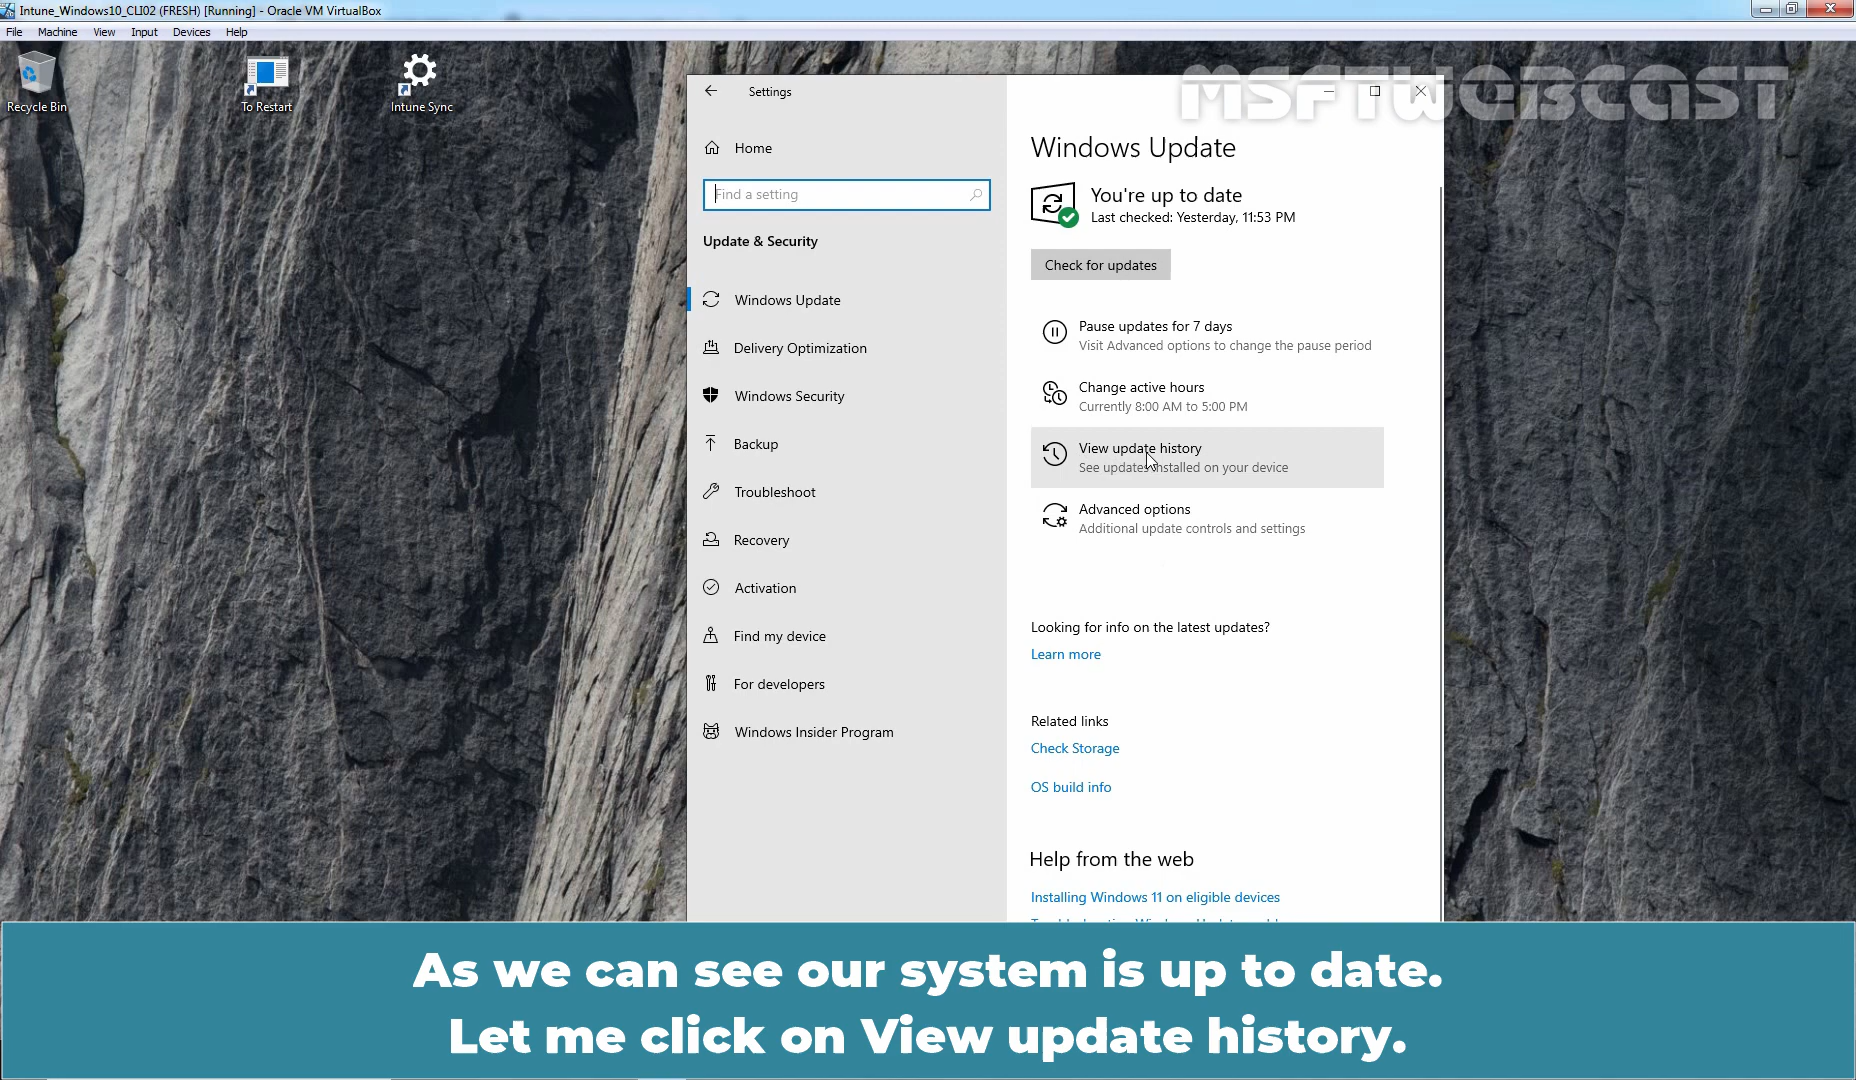 Intune_Windows10_CLI02 (FRESH) [Running] - Oracle VM VirtualBox
File Machine View Input Devices Help
Recycle Bin
To Restart
Intune Sync
MSFTWEBCAST
Settings
Home
Find a setting
Update & Security
Windows Update
Delivery Optimization
Windows Security
Backup
Troubleshoot
Recovery
Activation
Find my device
For developers
Windows Insider Program
Windows Update
You're up to date
Last checked: Yesterday, 11:53 PM
Check for updates
Pause updates for 7 days
Visit Advanced options to change the pause period
Change active hours
Currently 8:00 AM to 5:00 PM
View update history
See updates installed on your device
Advanced options
Additional update controls and settings
Looking for info on the latest updates?
Learn more
Related links
Check Storage
OS build info
Help from the web
Installing Windows 11 on eligible devices
As we can see our system is up to date.
Let me click on View update history.